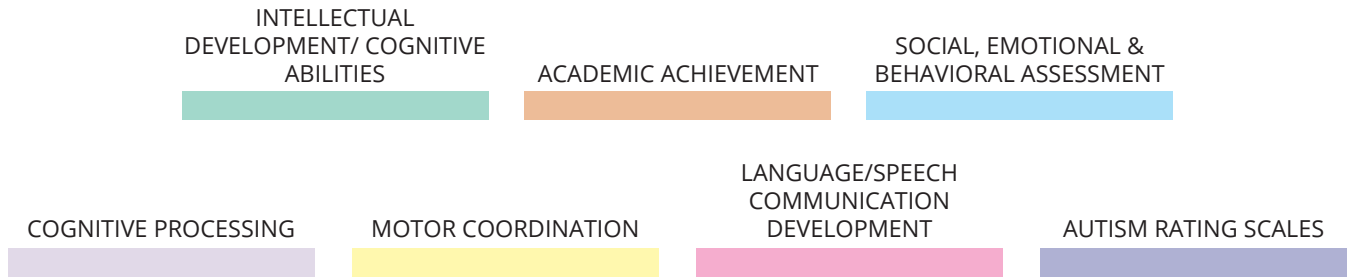 INTELLECTUAL
DEVELOPMENT/ COGNITIVE
ABILITIES
ACADEMIC ACHIEVEMENT
SOCIAL, EMOTIONAL &
BEHAVIORAL ASSESSMENT
COGNITIVE PROCESSING
MOTOR COORDINATION
LANGUAGE/SPEECH
COMMUNICATION
DEVELOPMENT
AUTISM RATING SCALES